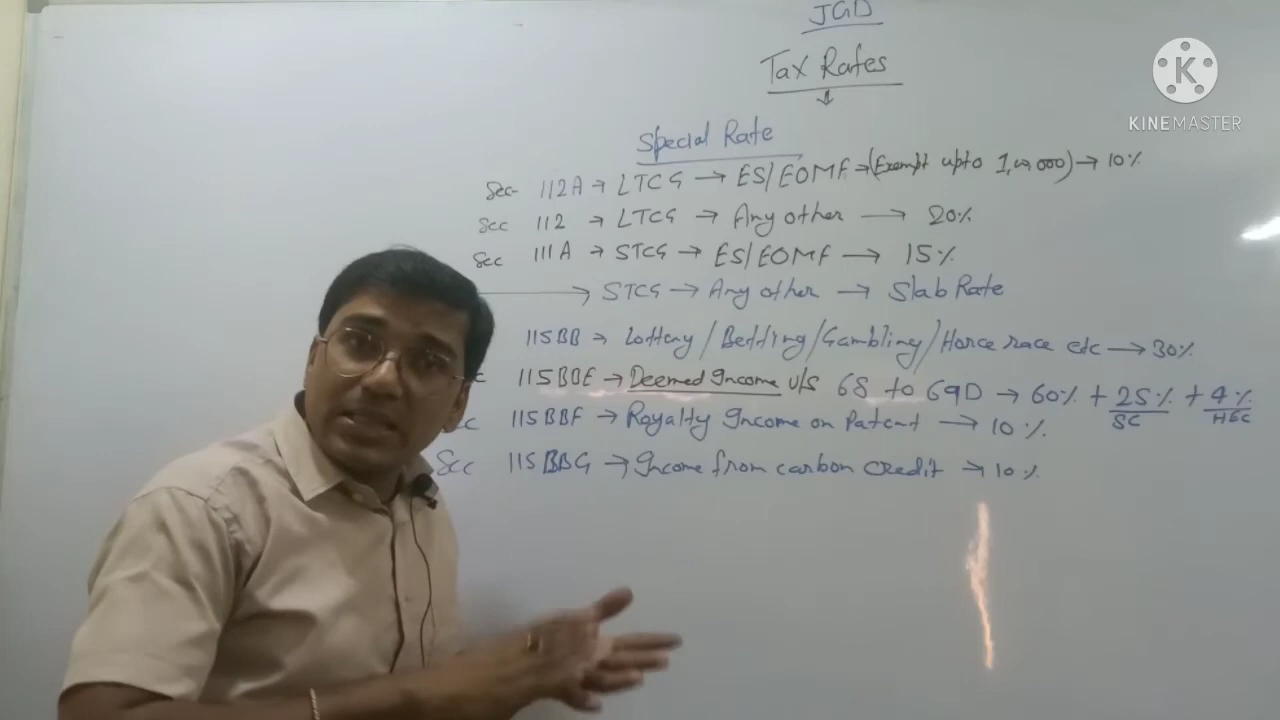 JGD
Tax Rates
KINEMASTER
Special Rate
Sec- 112A → LTCG → ES/EOMF → (Exempt upto 1,00,000) → 10%
Sec 112 → LTCG → Any other → 20%
Sec 111A → STCG → ES/EOMF → 15%
→ STCG → Any other → Slab Rate
115BB → Lottery/Betting/Gambling/Horce race etc → 30%
115BBE → Deemed Income u/s 68 to 69D → 60% + 25% + 4%
SC HEC
115BBF → Royalty Income on Patent → 10%
Sec 115BBG → Income from carbon credit → 10%